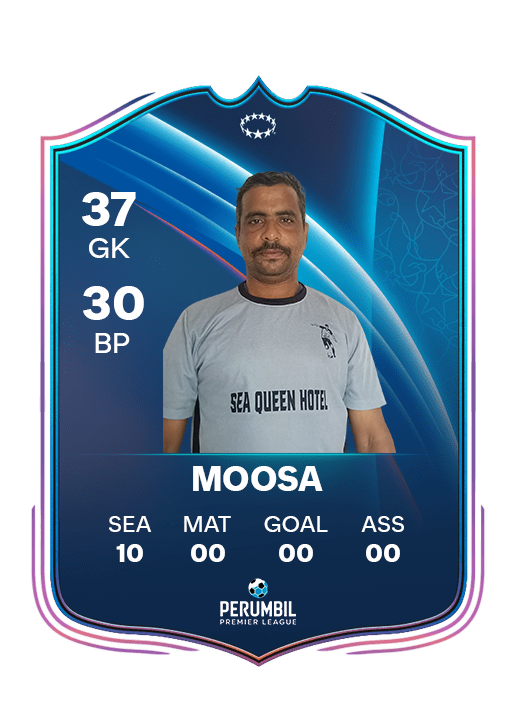 37
GK
30
BP
SEA QUEEN HOTEL
MOOSA
SEA MAT GOAL ASS
10 00 00 00
PERUMBIL
PREMIER LEAGUE